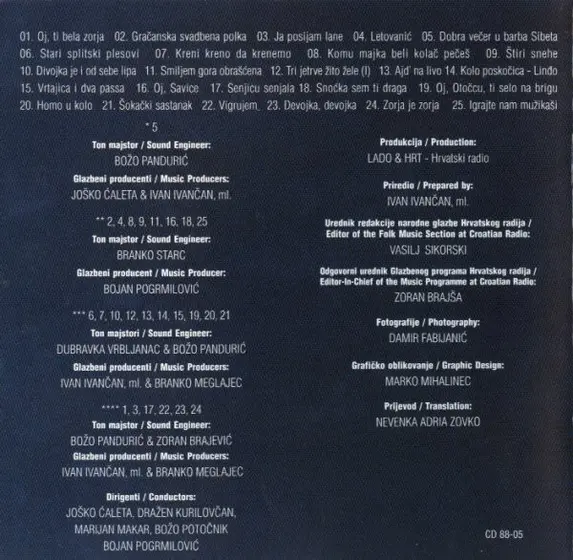 01. Oj, ti bela zorja 02. Gračanska svadbena polka 03. Ja posijam lane 04. Letovanić 05. Dobra večer u barba Šibeta
06. Stari splitski plesovi 07. Kreni kreno da krenemo 08. Komu majka beli kolač pečeš 09. Štiri snehe
10. Divojka je i od sebe lipa 11. Smiljem gora obrašćena 12. Tri jetrve žito žele (I) 13. Ajd' na livo 14. Kolo poskočica - Linđo
15. Vrtajica i dva passa 16. Oj, Savice 17. Senjicu senjala 18. Snoćka sem ti draga 19. Oj, Otočcu, ti selo na brigu
20. Homo u kolo 21. Šokački sastanak 22. Vigrujem, 23. Devojka, devojka 24. Zorja je zorja 25. Igrajte nam mužikaši
* 5
Ton majstor / Sound Engineer:
BOŽO PANDURIĆ
Glazbeni producenti / Music Producers:
JOŠKO ĆALETA & IVAN IVANČAN, ml.
** 2, 4, 8, 9, 11, 16, 18, 25
Ton majstor / Sound Engineer:
BRANKO STARC
Glazbeni producent / Music Producer:
BOJAN POGRMILOVIĆ
*** 6, 7, 10, 12, 13, 14, 15, 19, 20, 21
Ton majstori / Sound Engineer:
DUBRAVKA VRBLJANAC & BOŽO PANDURIĆ
Glazbeni producenti / Music Producers:
IVAN IVANČAN, ml. & BRANKO MEGLAJEC
**** 1, 3, 17, 22, 23, 24
Ton majstor / Sound Engineer:
BOŽO PANDURIĆ & ZORAN BRAJEVIĆ
Glazbeni producenti / Music Producers:
IVAN IVANČAN, ml. & BRANKO MEGLAJEC
Dirigenti / Conductors:
JOŠKO ĆALETA, DRAŽEN KURILOVČAN,
MARIJAN MAKAR, BOŽO POTOČNIK
BOJAN POGRMILOVIĆ
Produkcija / Production:
LADO & HRT - Hrvatski radio
Priredio / Prepared by:
IVAN IVANČAN, ml.
Urednik redakcije narodne glazbe Hrvatskog radija /
Editor of the Folk Music Section at Croatian Radio:
VASILJ SIKORSKI
Odgovorni urednik Glazbenog programa Hrvatskog radija /
Editor-in-Chief of the Music Programme at Croatian Radio:
ZORAN BRAJŠA
Fotografije / Photography:
DAMIR FABIJANIĆ
Grafičko oblikovanje / Graphic Design:
MARKO MIHALINEC
Prijevod / Translation:
NEVENKA ADRIA ZOVKO
CD 88-05